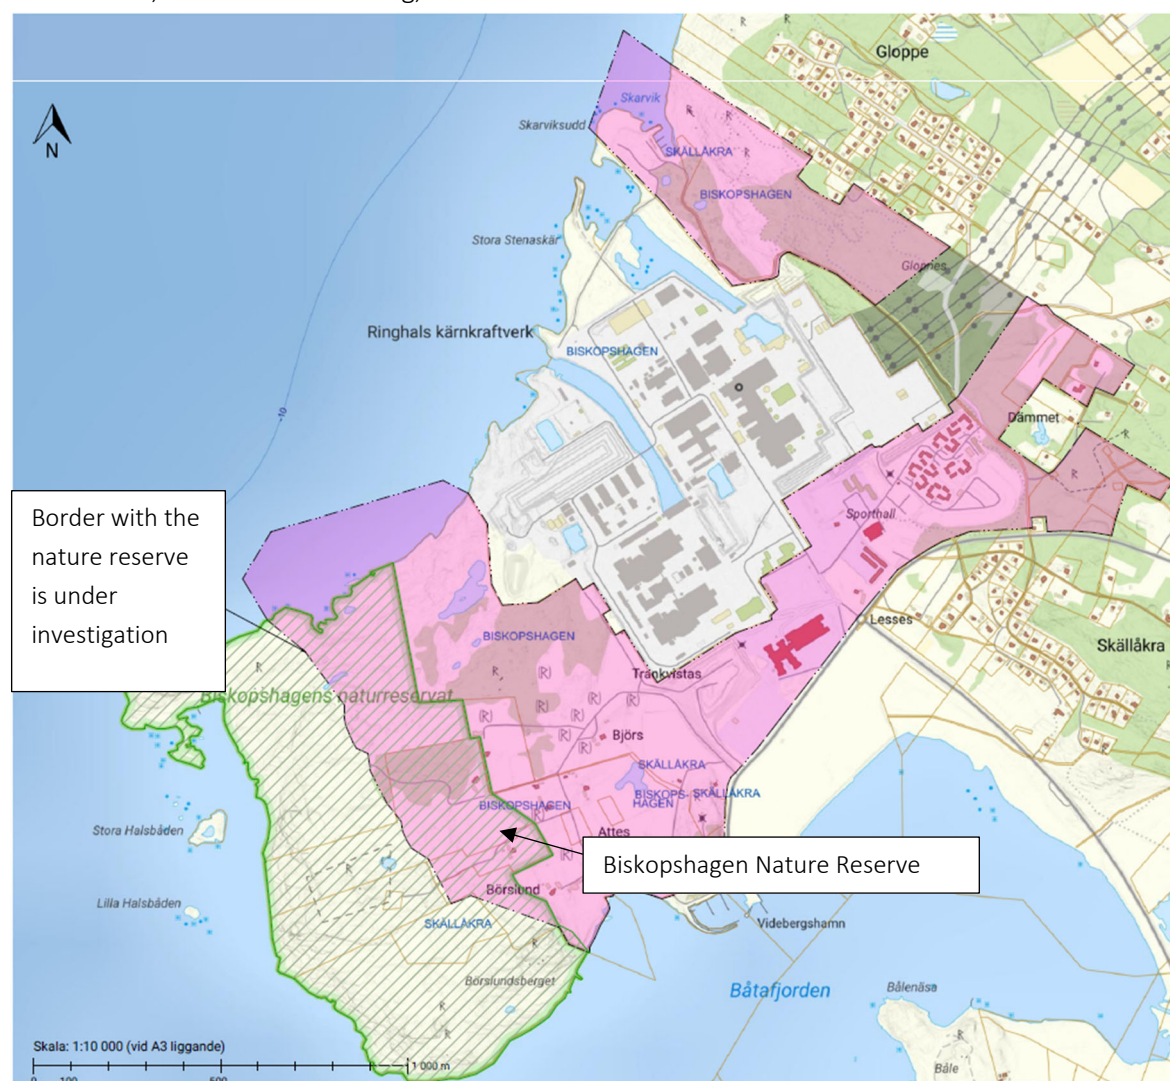 Gloppe
N
Skarvik
Skarviksudd
SKÄLLÅKRA
BISKOPSHAGEN
Stora Stenaskär
Gloppies
Ringhals kärnkraftverk
BISKOPSHAGEN
-10
Dämmet
R
Sporthall
Border with the
nature reserve
is under
investigation
Lesses
Skällåkra
BISKOPSHAGEN
Trankvistas
R
(R)
Biskopshagens naturreservat
(R)
(R)
(R)
(R)
(R)
(R)
Björs
SKÄLLÅKRA
BISKOPS-
HAGEN
SKÄLLÅKRA
BISKOPSHAGEN
(R)
Stora Halsbåden
Attes
Biskopshagen Nature Reserve
Börslund
Lilla Halsbåden
SKÄLLÅKRA
Videbergshamn
Börslundsberget
Båtafjorden
Bålenäsa
Skala: 1:10 000 (vid A3 liggande)
1 000 m
Båle
0 100 500